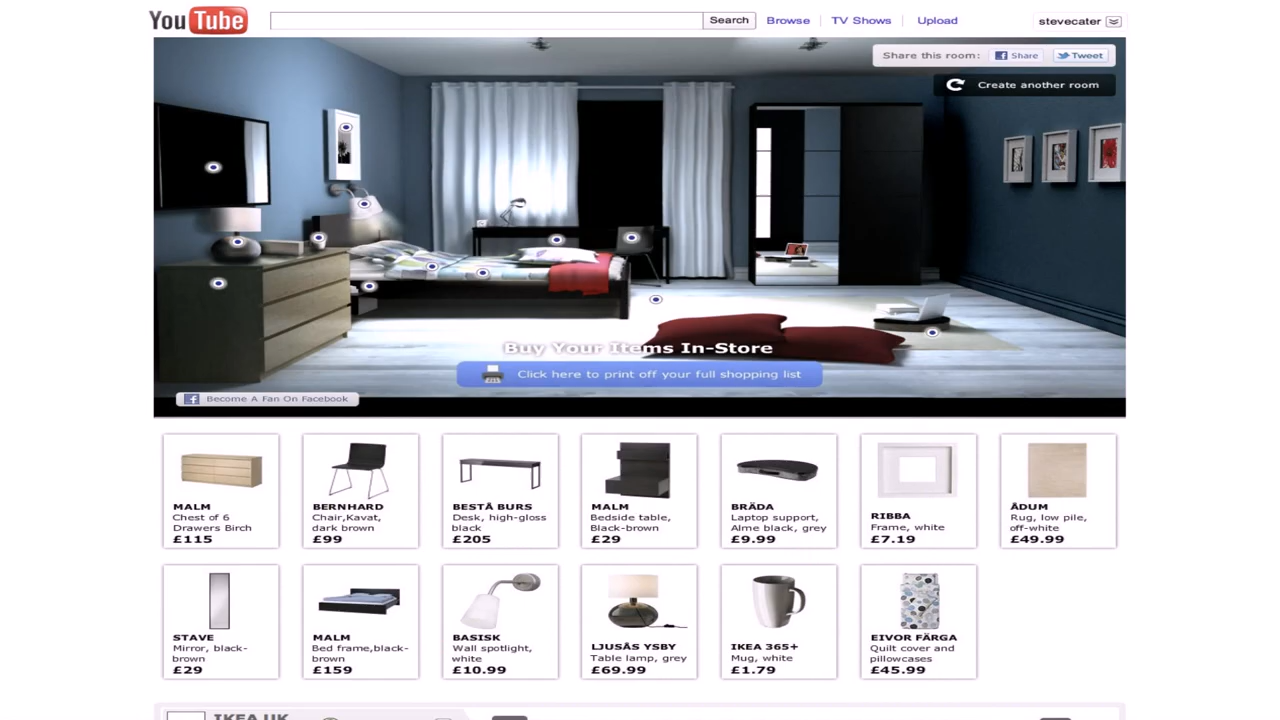 YouTube
Search
Browse
TV Shows
Upload
stevecater
Share this room:
Share
Tweet
Create another room
Buy Your Items In-Store
Click here to print off your full shopping list
Become A Fan On Facebook
MALM
Chest of 6
Drawers Birch
£115
BERNHARD
Chair,Kavat,
dark brown
£99
BESTÅ BURS
Desk, high-gloss
black
£205
MALM
Bedside table,
Black-brown
£29
BRÄDA
Laptop support,
Alme black, grey
£9.99
RIBBA
Frame, white
£7.19
ÅDUM
Rug, low pile,
off-white
£49.99
STAVE
Mirror, black-
brown
£29
MALM
Bed frame,black-
brown
£159
BASISK
Wall spotlight,
white
£10.99
LJUSÅS YSBY
Table lamp, grey
£69.99
IKEA 365+
Mug, white
£1.79
EIVOR FÄRGA
Quilt cover and
pillowcases
£45.99
IKEA UK